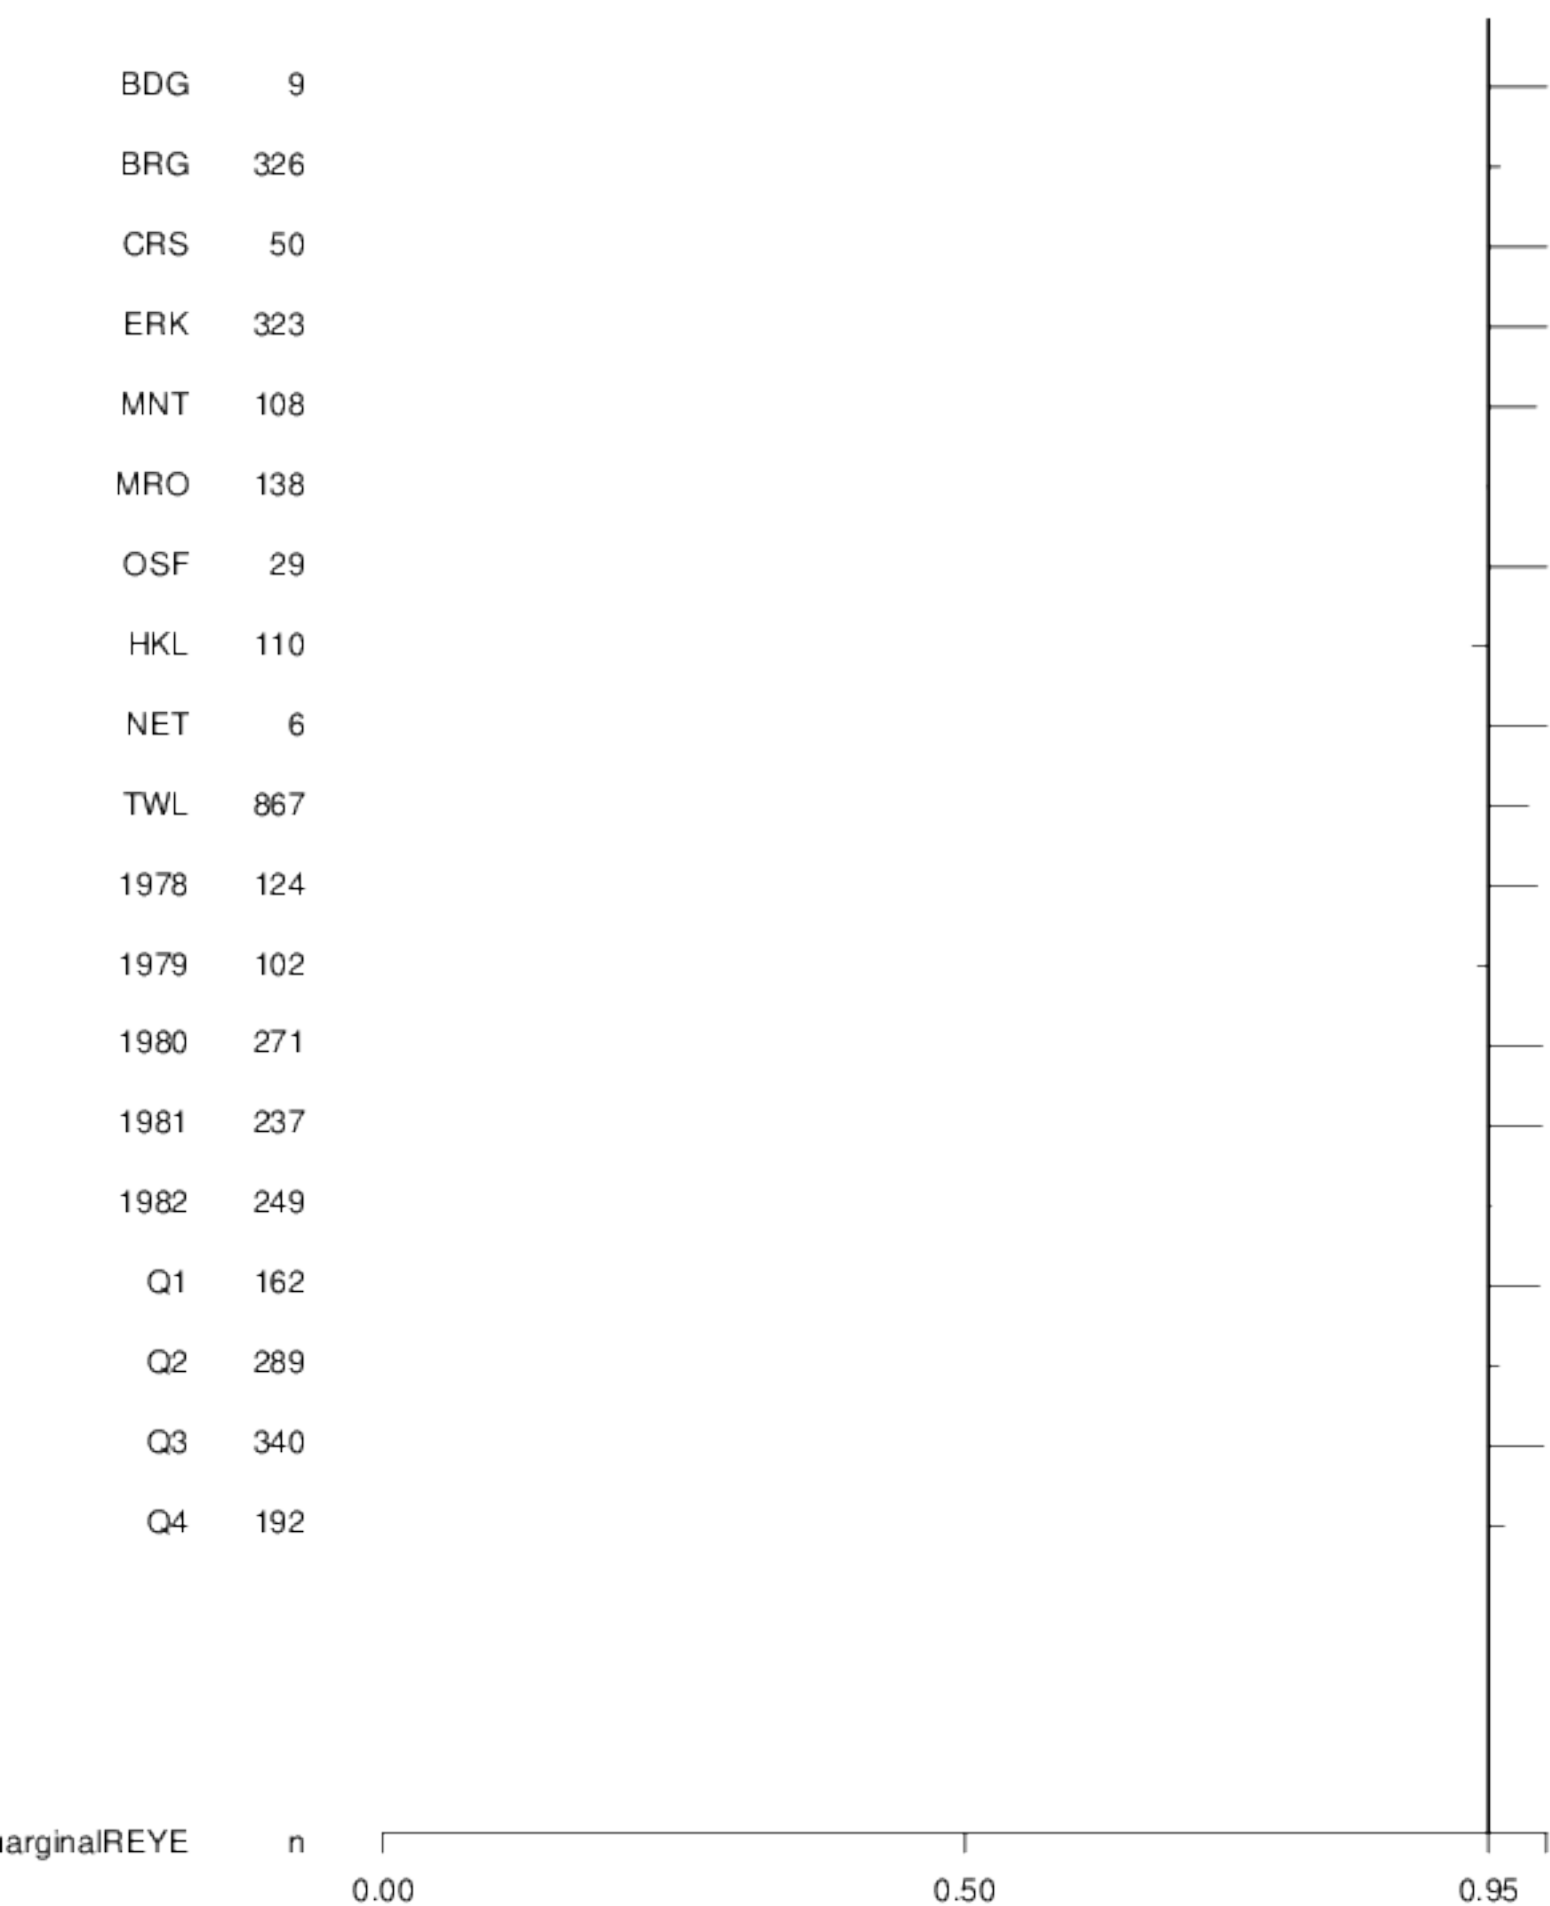 BDG 9
BRG 326
CRS 50
ERK 323
MNT 108
MRO 138
OSF 29
HKL 110
NET 6
TWL 867
1978 124
1979 102
1980 271
1981 237
1982 249
Q1 162
Q2 289
Q3 340
Q4 192
arginalREYE n
0.00 0.50 0.95